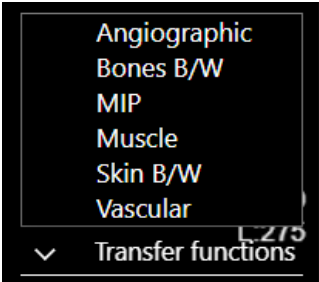 Angiographic
Bones B/W
MIP
Muscle
Skin B/W
Vascular
L:275
Transfer functions